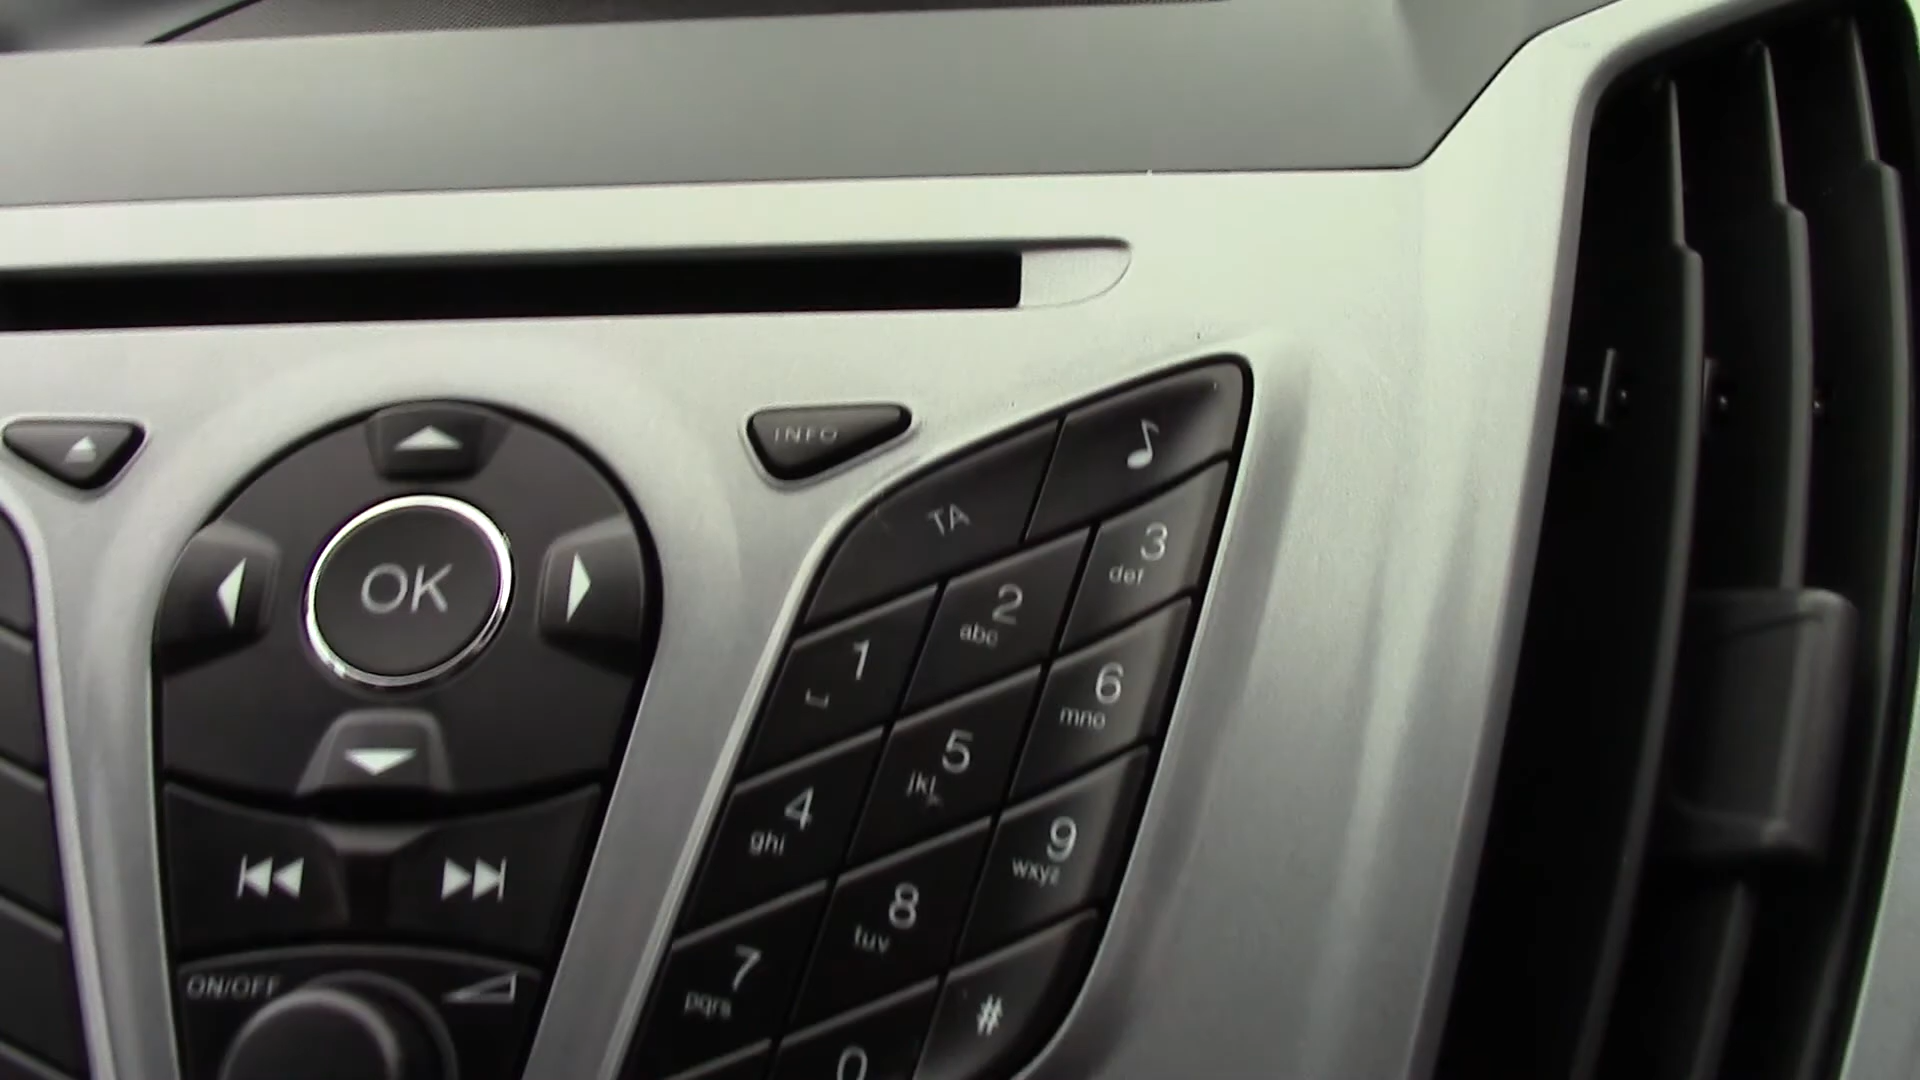 INFO
TA
OK
1
2
abc
3
def
4
ghi
5
jkl
6
mno
7
pqrs
8
tuv
9
wxyz
0
#
ON/OFF